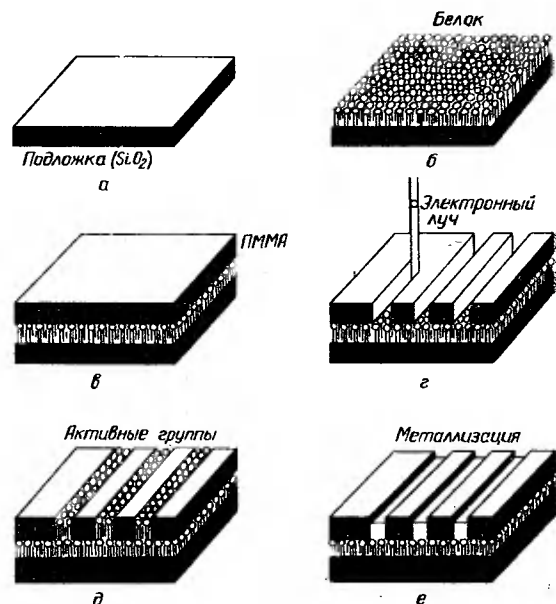 Белок
Подложка (SiO2)
а
б
ПММА
Электронный
луч
в
г
Активные группы
Металлизация
д
е